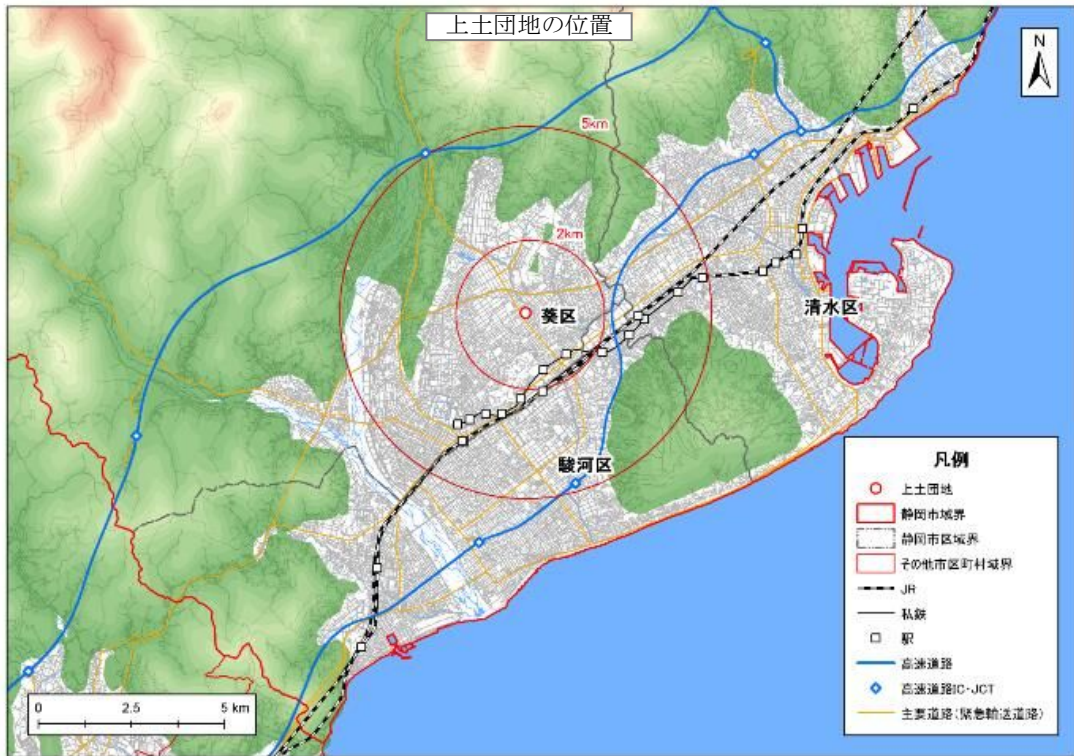 上土団地の位置
N
5km
2km
葵区
清水区
駿河区
凡例
上土団地
静岡市域界
静岡市区域界
その他市区町村域界
JR
私鉄
駅
高速道路
高速道路IC・JCT
主要道路(緊急輸送道路)
0 2.5 5 km